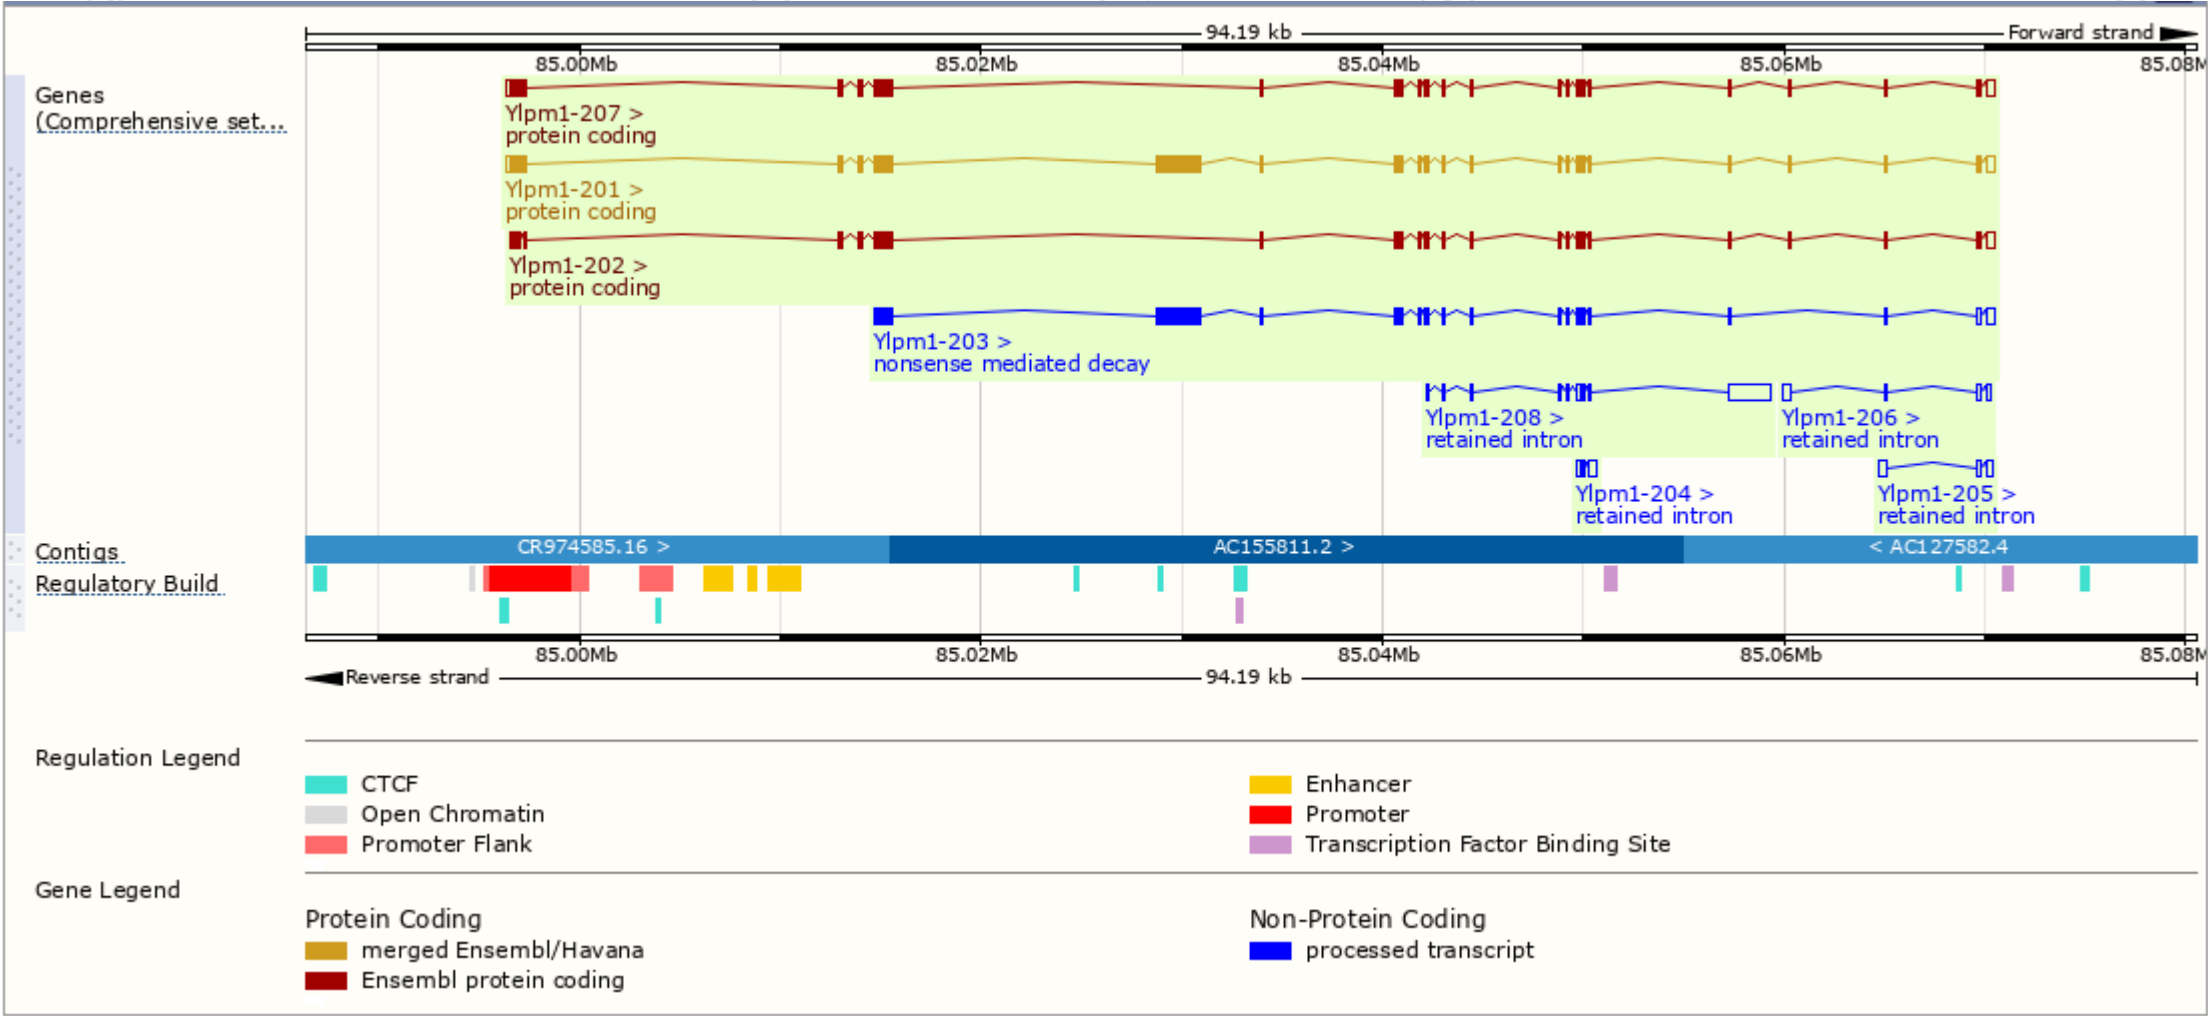 94.19 kb
Forward strand
85.00Mb 85.02Mb 85.04Mb 85.06Mb 85.08M
Genes
(Comprehensive set...
Ylpm1-207 >
protein coding
Ylpm1-201 >
protein coding
Ylpm1-202 >
protein coding
Ylpm1-203 >
nonsense mediated decay
Ylpm1-208 > Ylpm1-206 >
retained intron retained intron
Ylpm1-204 > Ylpm1-205 >
retained intron retained intron
Contigs CR974585.16 > AC155811.2 > < AC127582.4
Regulatory Build
85.00Mb 85.02Mb 85.04Mb 85.06Mb 85.08M
Reverse strand 94.19 kb
Regulation Legend
CTCF Enhancer
Open Chromatin Promoter
Promoter Flank Transcription Factor Binding Site
Gene Legend
Protein Coding Non-Protein Coding
merged Ensembl/Havana processed transcript
Ensembl protein coding